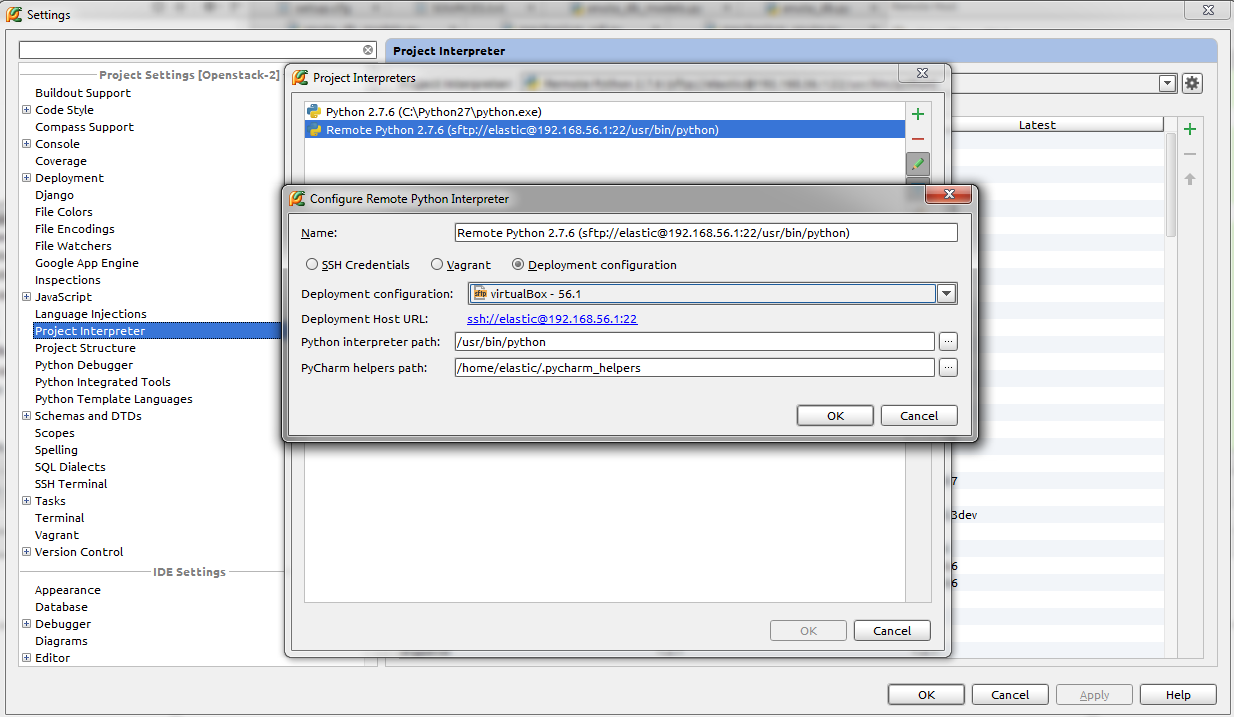 Settings
Project Settings [Openstack-2]
Buildout Support
Code Style
Compass Support
Console
Coverage
Deployment
Django
File Colors
File Encodings
File Watchers
Google App Engine
Inspections
JavaScript
Language Injections
Project Interpreter
Project Structure
Python Debugger
Python Integrated Tools
Python Template Languages
Schemas and DTDs
Scopes
Spelling
SQL Dialects
SSH Terminal
Tasks
Terminal
Vagrant
Version Control
IDE Settings
Appearance
Database
Debugger
Diagrams
Editor
Project Interpreter
Latest
7
3dev
6
6
Project Interpreters
Python 2.7.6 (C:\Python27\python.exe)
Remote Python 2.7.6 (sftp://elastic@192.168.56.1:22/usr/bin/python)
Configure Remote Python Interpreter
Name: Remote Python 2.7.6 (sftp://elastic@192.168.56.1:22/usr/bin/python)
SSH Credentials Vagrant Deployment configuration
Deployment configuration: sftp virtualBox - 56.1
Deployment Host URL: ssh://elastic@192.168.56.1:22
Python interpreter path: /usr/bin/python ...
PyCharm helpers path: /home/elastic/.pycharm_helpers ...
OK Cancel
OK Cancel
OK Cancel Apply Help